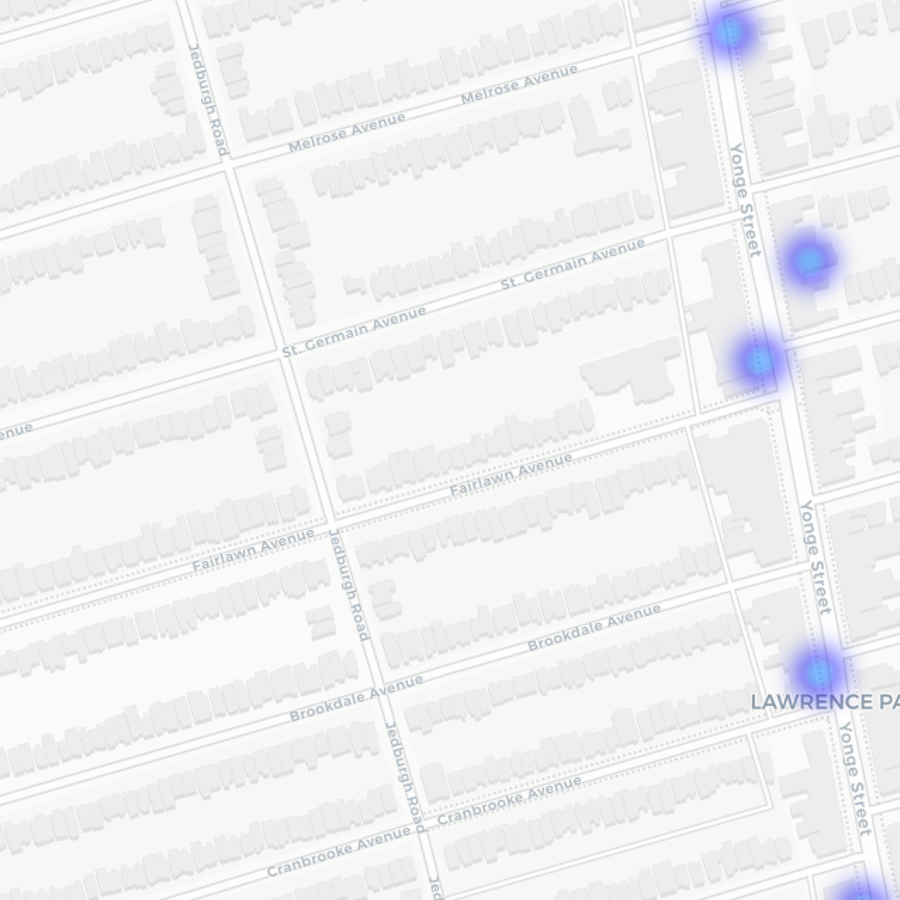 Jedburgh Road
Melrose Avenue
Melrose Avenue
Yonge Street
St. Germain Avenue
St. Germain Avenue
enue
Fairlawn Avenue
Fairlawn Avenue
Yonge Street
Jedburgh Road
Brookdale Avenue
Brookdale Avenue
LAWRENCE PA
Jedburgh Road
Yonge Street
Cranbrooke Avenue
Cranbrooke Avenue
Jed